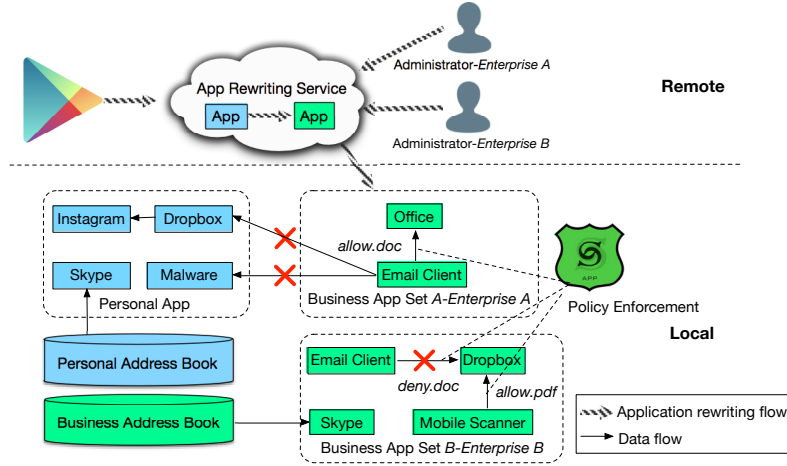 Administrator-Enterprise A
App Rewriting Service
App
App
Remote
Administrator-Enterprise B
Instagram
Dropbox
Office
allow.doc
Skype
Malware
Email Client
Personal App
Business App Set A-Enterprise A
APP
Policy Enforcement
Local
Personal Address Book
Email Client
Dropbox
deny.doc
allow.pdf
Business Address Book
Skype
Mobile Scanner
Business App Set B-Enterprise B
Application rewriting flow
Data flow